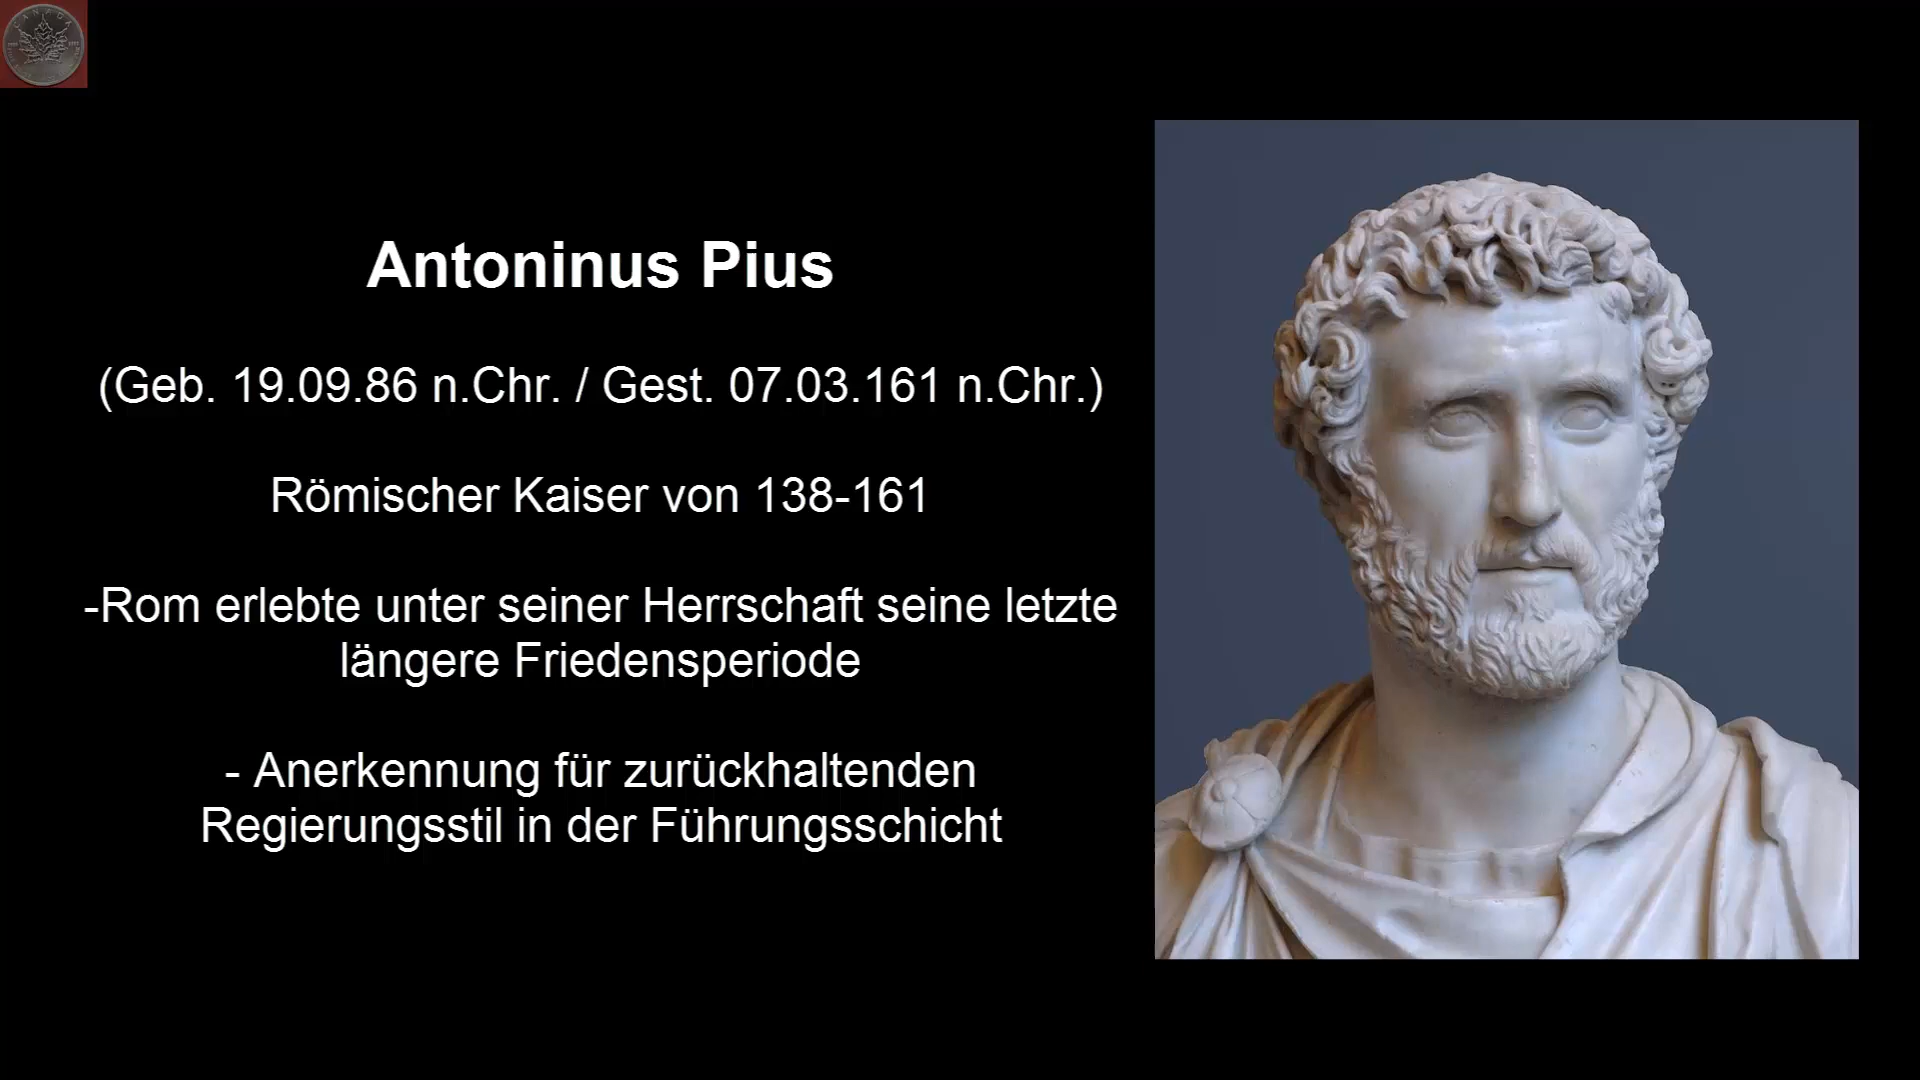 CANADA
Antoninus Pius
(Geb. 19.09.86 n.Chr. / Gest. 07.03.161 n.Chr.)
Römischer Kaiser von 138-161
-Rom erlebte unter seiner Herrschaft seine letzte
längere Friedensperiode
- Anerkennung für zurückhaltenden
Regierungsstil in der Führungsschicht